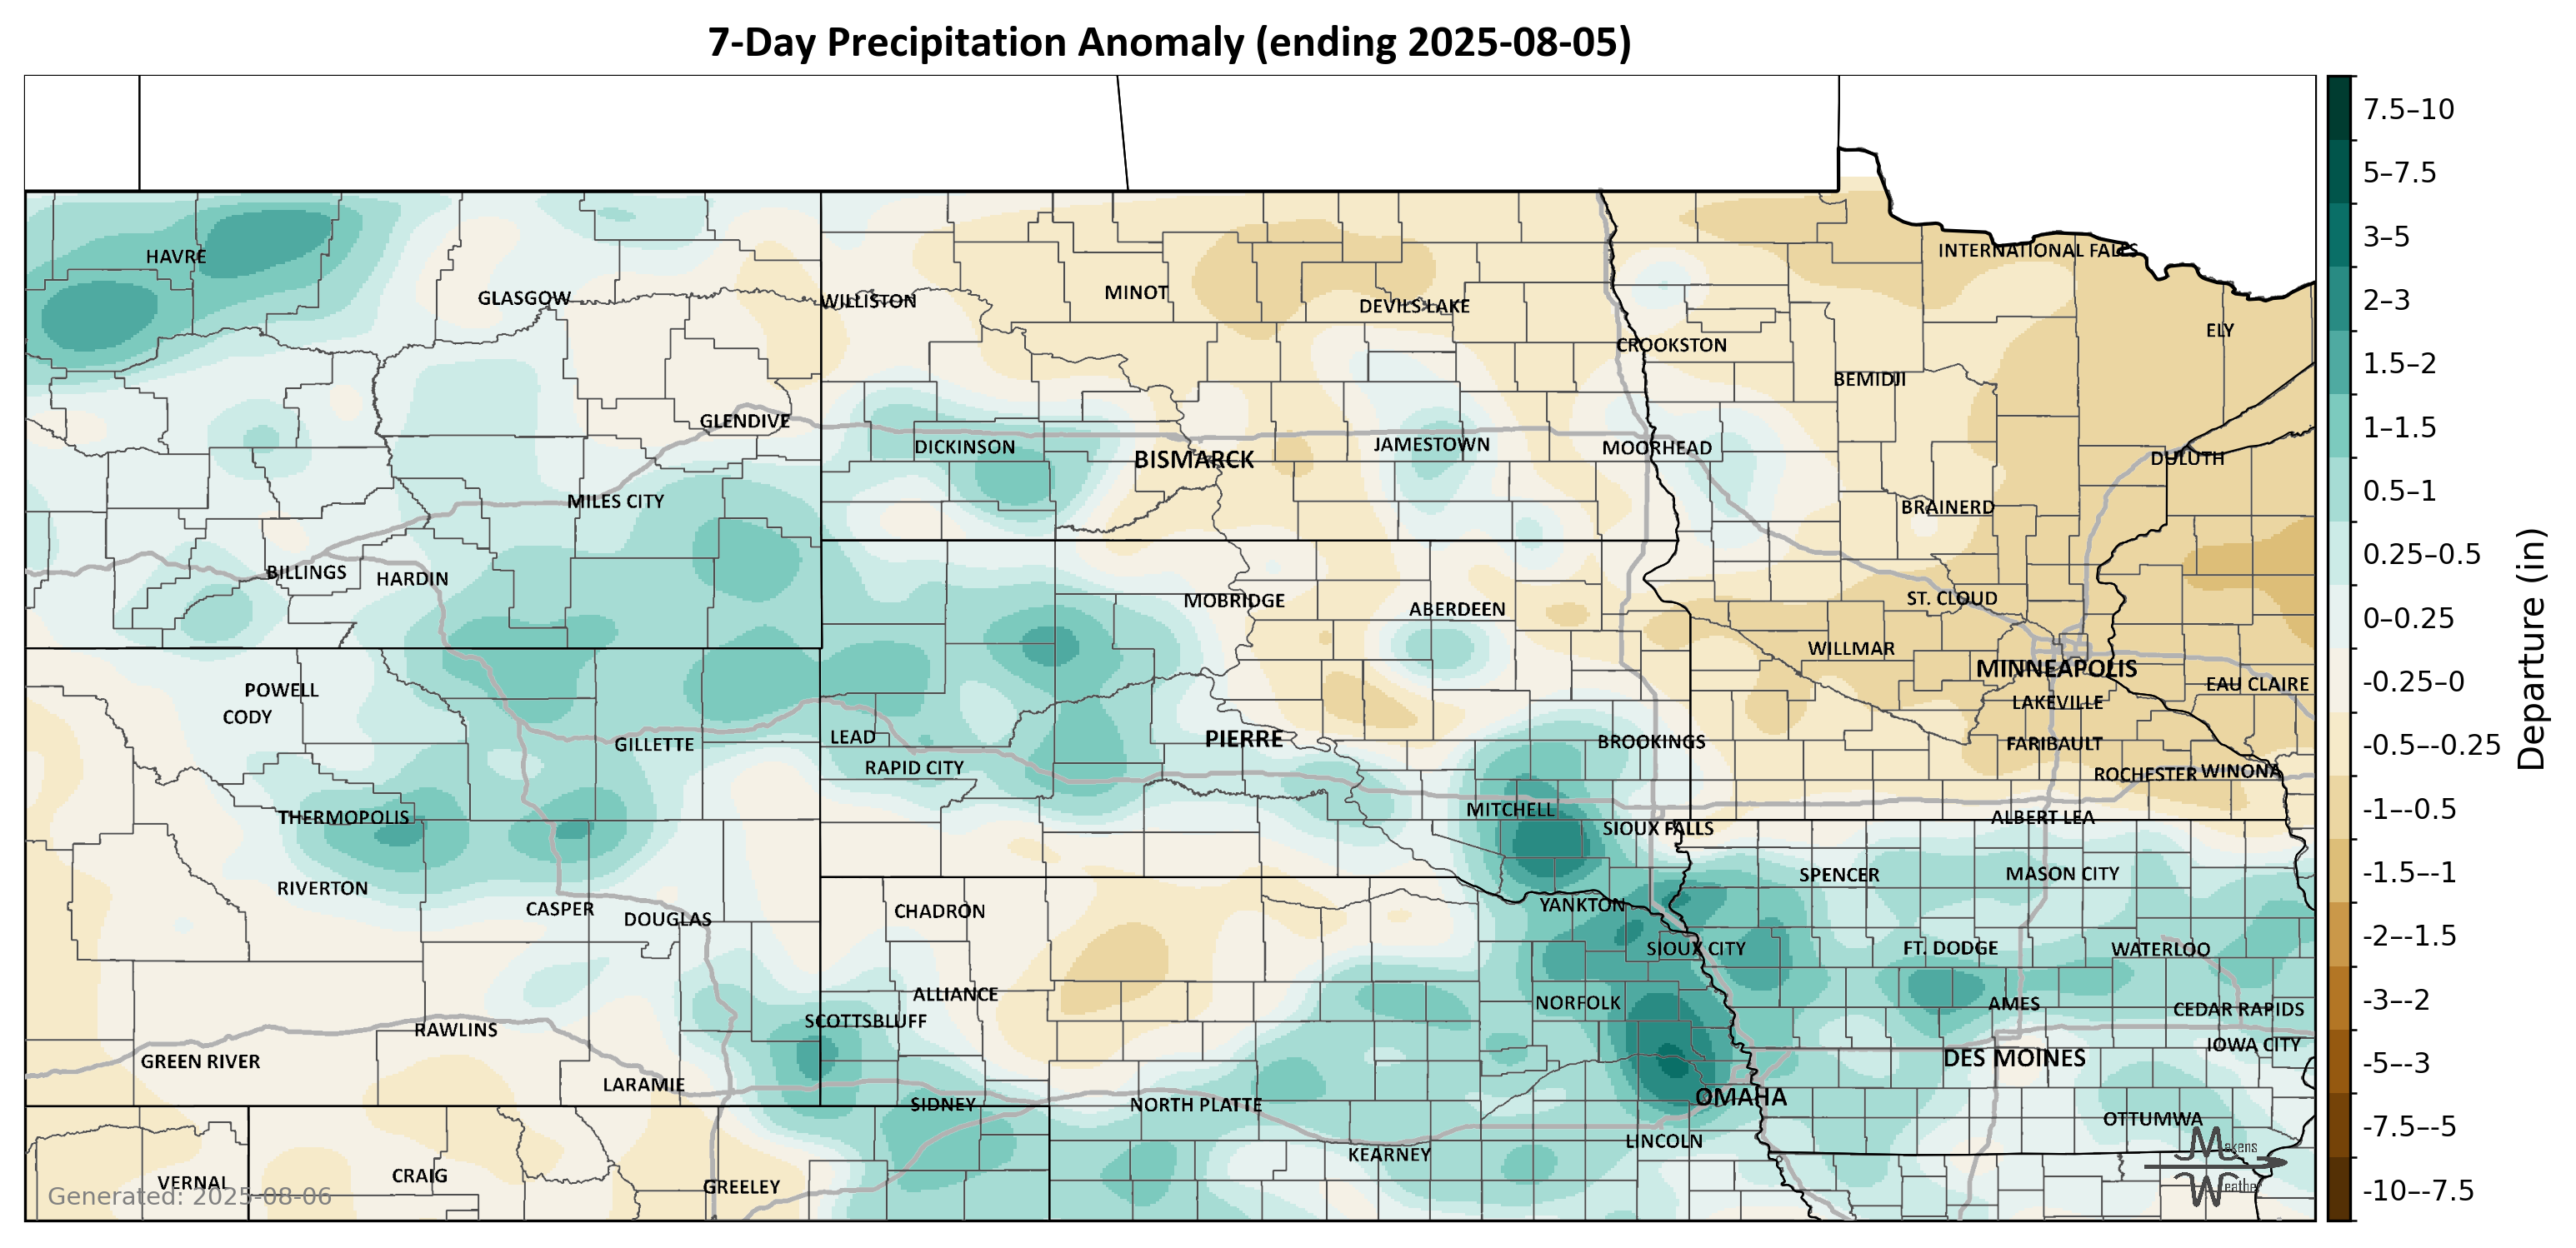 7-Day Precipitation Anomaly (ending 2025-08-05)
7.5–10
5–7.5
3–5
2–3
1.5–2
1–1.5
0.5–1
0.25–0.5
0–0.25
-0.25–0
-0.5–-0.25
-1–-0.5
-1.5–-1
-2–-1.5
-3–-2
-5–-3
-7.5–-5
-10–-7.5
Departure (in)
INTERNATIONAL FALLS
HAVRE
GLASGOW
WILLISTON
MINOT
DEVILS LAKE
ELY
CROOKSTON
BEMIDJI
GLENDIVE
DICKINSON
BISMARCK
JAMESTOWN
MOORHEAD
DULUTH
MILES CITY
BRAINERD
BILLINGS
HARDIN
MOBRIDGE
ABERDEEN
ST. CLOUD
WILLMAR
MINNEAPOLIS
EAU CLAIRE
POWELL
CODY
LAKEVILLE
GILLETTE
LEAD
PIERRE
BROOKINGS
FARIBAULT
RAPID CITY
ROCHESTER
WINONA
THERMOPOLIS
MITCHELL
SIOUX FALLS
ALBERT LEA
RIVERTON
SPENCER
MASON CITY
CASPER
DOUGLAS
CHADRON
YANKTON
SIOUX CITY
FT. DODGE
WATERLOO
ALLIANCE
NORFOLK
AMES
CEDAR RAPIDS
SCOTTSBLUFF
RAWLINS
IOWA CITY
GREEN RIVER
DES MOINES
LARAMIE
OMAHA
SIDNEY
NORTH PLATTE
OTTUMWA
LINCOLN
KEARNEY
VERNAL
CRAIG
GREELEY
Generated: 2025-08-06
Makens
Weather